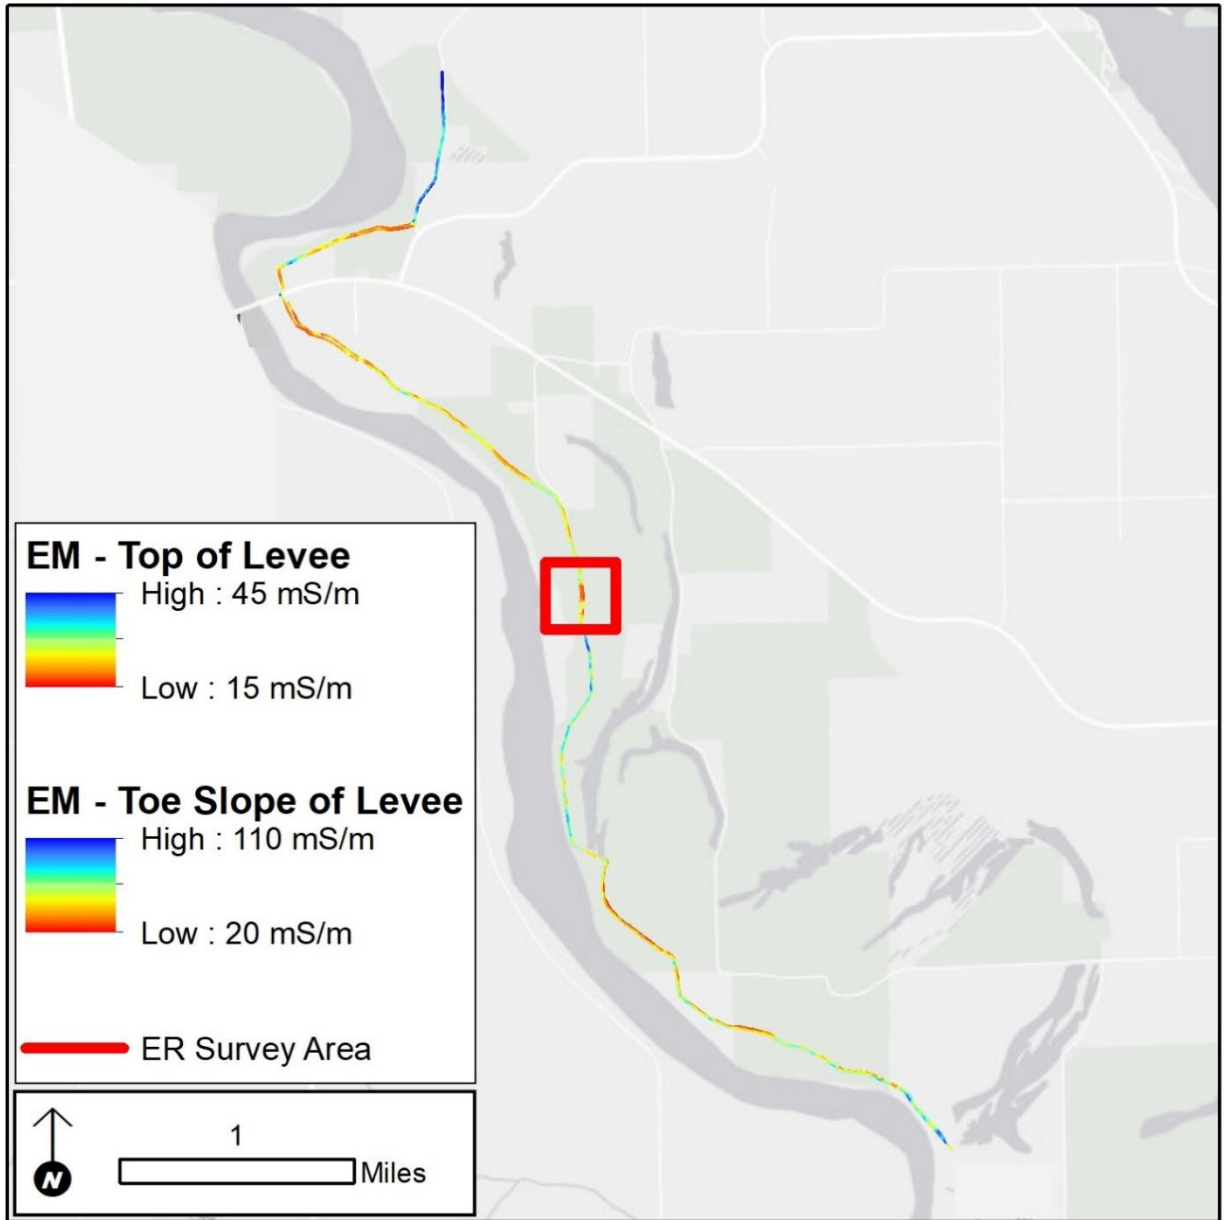 EM - Top of Levee
High : 45 mS/m
Low : 15 mS/m
EM - Toe Slope of Levee
High : 110 mS/m
Low : 20 mS/m
ER Survey Area
N
1
Miles